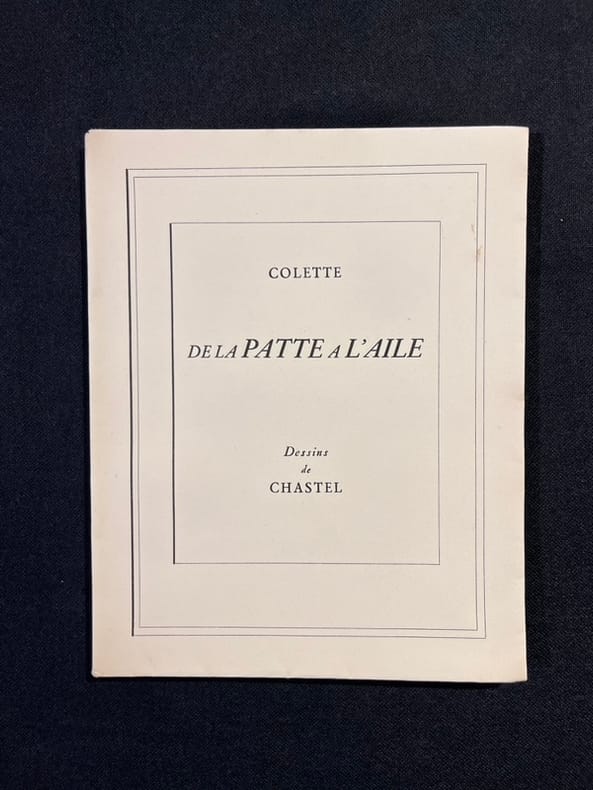 COLETTE
DE LA PATTE A L'AILE
Dessins
de
CHASTEL